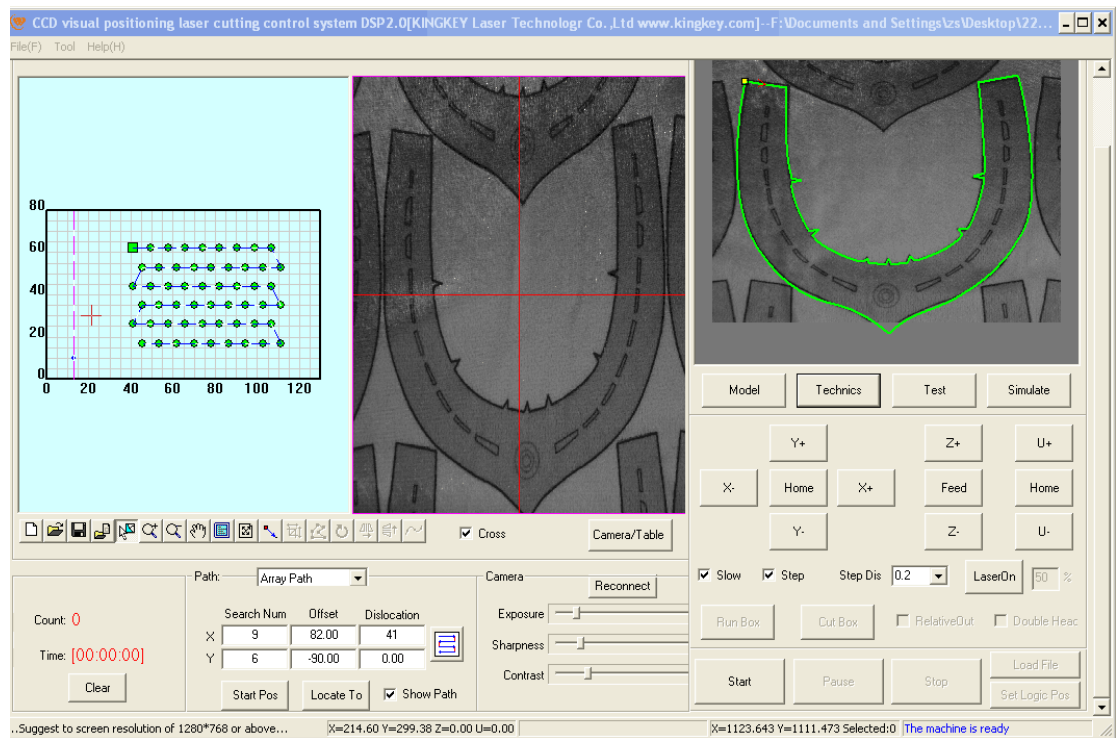 CCD visual positioning laser cutting control system DSP2.0[KINGKEY Laser Technologr Co.,Ltd www.kingkey.com]--F:\Documents and Settings\zs\Desktop\22...
File(F) Tool Help(H)
80
60
40
20
0
0 20 40 60 80 100 120
Model Technics Test Simulate
Y+ Z+ U+
X- Home X+ Feed Home
Y- Z- U-
Cross Camera/Table
Slow Step Step Dis 0.2 LaserOn 50 %
Run Box Cut Box RelativeOut Double Heac
Start Pause Stop Load File
Set Logic Pos
Count: 0
Time: [00:00:00]
Clear
Path: Array Path
Search Num Offset Dislocation
X 9 82.00 41
Y 6 -90.00 0.00
Start Pos Locate To Show Path
Camera
Reconnect
Exposure
Sharpness
Contrast
..Suggest to screen resolution of 1280*768 or above... X=214.60 Y=299.38 Z=0.00 U=0.00 X=1123.643 Y=1111.473 Selected:0 The machine is ready